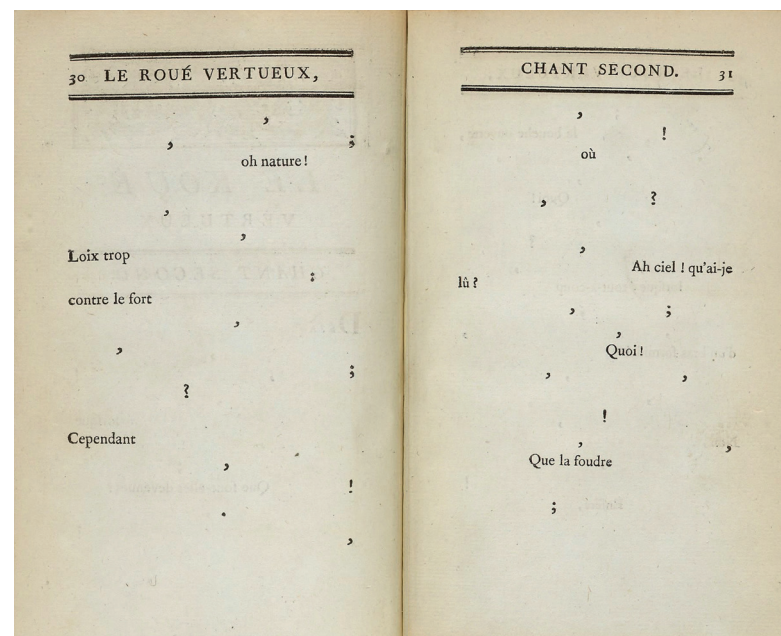 30 LE ROUÉ VERTUEUX,
,
, ;
oh nature !
,
,
Loix trop
:
contre le fort
,
,
;
?
Cependant
,
!
.
,
CHANT SECOND. 31
,
!
où
, ?
,
Ah ciel ! qu'ai-je
lû ?
, ;
,
Quoi !
, ,
!
, ,
Que la foudre
;